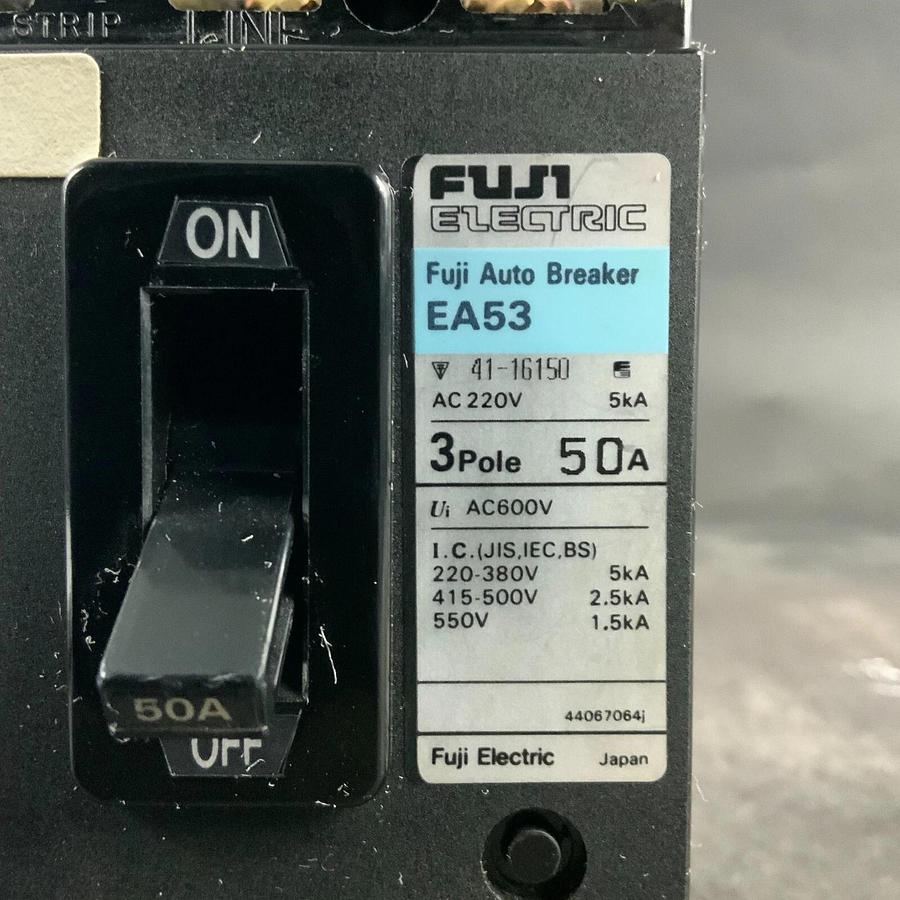 STRIP LINE
ON
50A
OFF
FUJI
ELECTRIC
Fuji Auto Breaker
EA53
41-16150
AC 220V 5kA
3Pole 50A
Ui AC600V
I.C.(JIS,IEC,BS)
220-380V 5kA
415-500V 2.5kA
550V 1.5kA
44067064j
Fuji Electric Japan